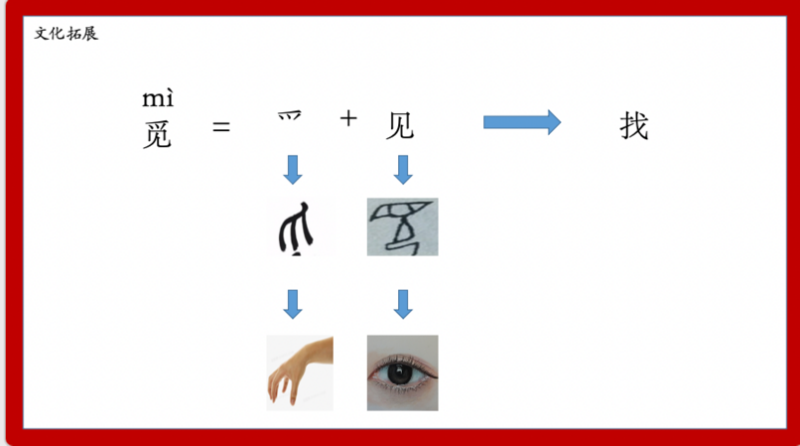 文化拓展
mì
觅 = 爫 + 见 找